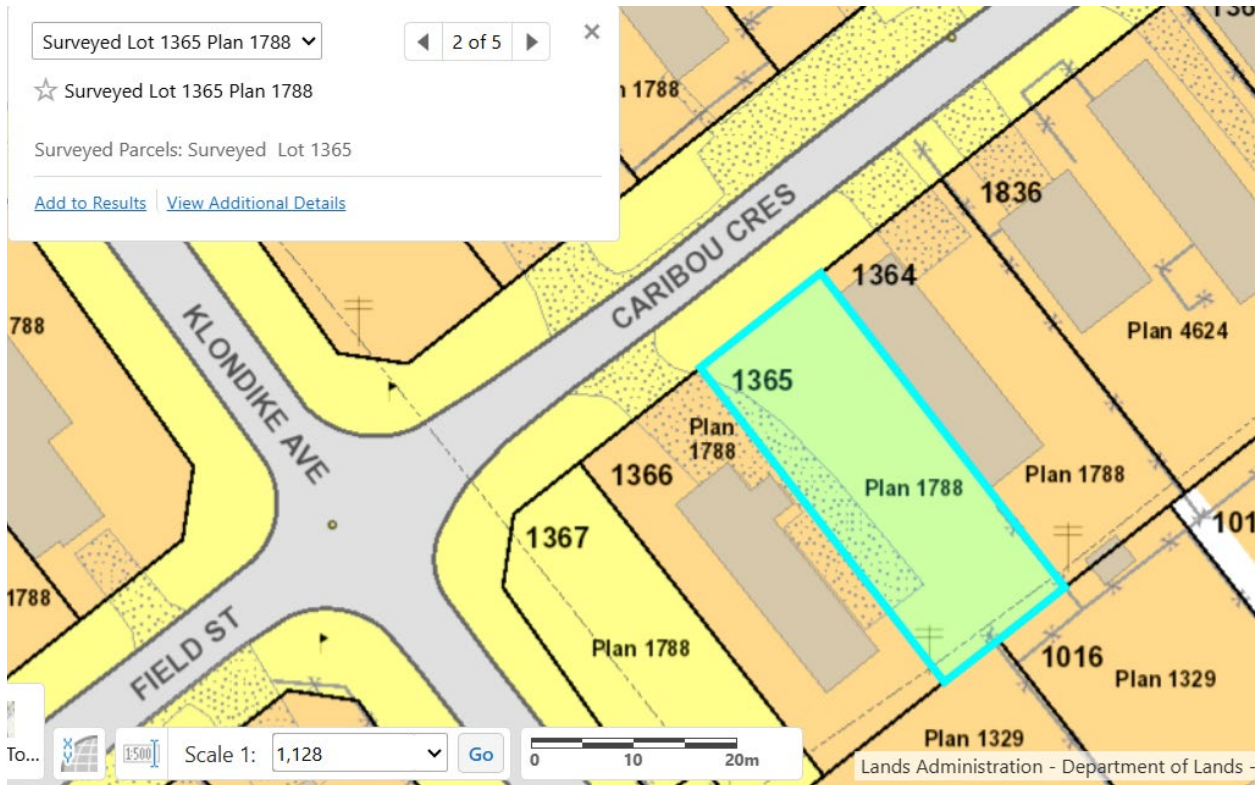 Surveyed Lot 1365 Plan 1788
2 of 5
Surveyed Lot 1365 Plan 1788
Surveyed Parcels: Surveyed Lot 1365
Add to Results
View Additional Details
1788
CARIBOU CRES
1836
1364
Plan 4624
788
KLONDIKE AVE
1365
Plan
1788
1366
Plan 1788
Plan 1788
1367
1788
Plan 1788
FIELD ST
1016
Plan 1329
Plan 1329
To...
X
Y
1:500
Scale 1:
1,128
Go
0
10
20m
Lands Administration - Department of Lands -